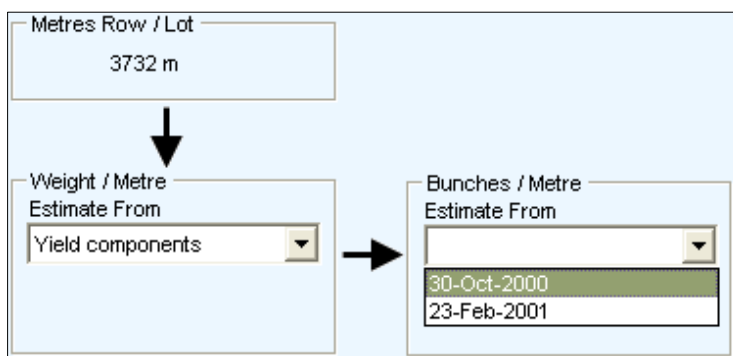 Metres Row / Lot
3732 m
Weight / Metre
Estimate From
Yield components
Bunches / Metre
Estimate From
30-Oct-2000
23-Feb-2001